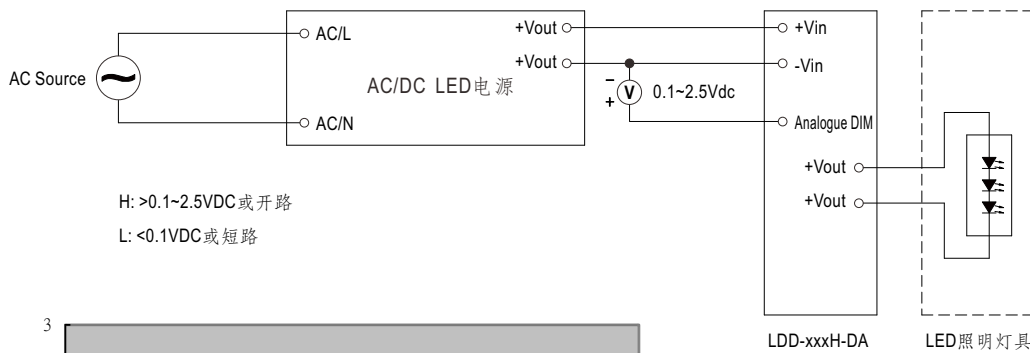 AC Source
AC/L
AC/N
AC/DC LED电源
+Vout
+Vout
+
V
0.1~2.5Vdc
+Vin
-Vin
Analogue DIM
+Vout
+Vout
H: >0.1~2.5VDC或开路
L: <0.1VDC或短路
3
LDD-xxxH-DA
LED照明灯具